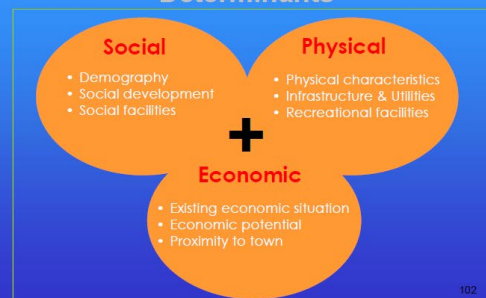 Determinants
Social
• Demography
• Social development
• Social facilities
Physical
• Physical characteristics
• Infrastructure & Utilities
• Recreational facilities
+
Economic
• Existing economic situation
• Economic potential
• Proximity to town
102